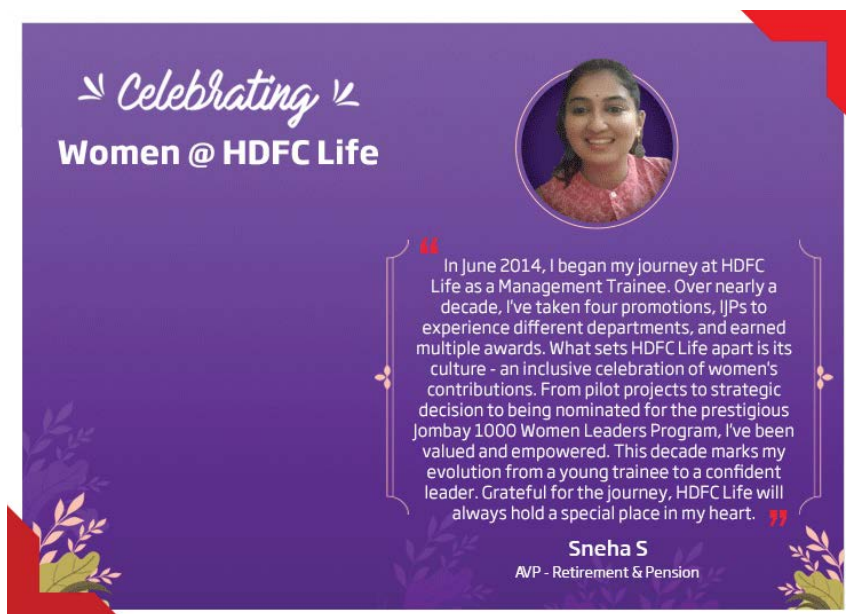 Celebrating
Women @ HDFC Life
“
In June 2014, I began my journey at HDFC
Life as a Management Trainee. Over nearly a
decade, I've taken four promotions, IJPs to
experience different departments, and earned
multiple awards. What sets HDFC Life apart is its
culture - an inclusive celebration of women's
contributions. From pilot projects to strategic
decision to being nominated for the prestigious
Jombay 1000 Women Leaders Program, I've been
valued and empowered. This decade marks my
evolution from a young trainee to a confident
leader. Grateful for the journey, HDFC Life will
always hold a special place in my heart. ”
Sneha S
AVP - Retirement & Pension